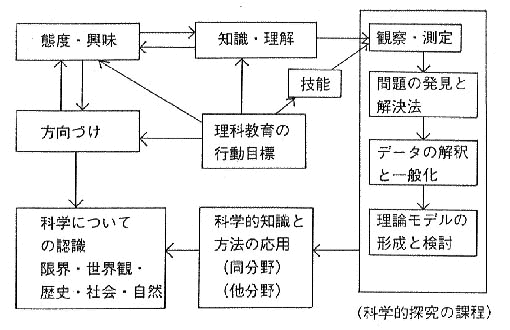 態度・興味
知識・理解
観察・測定
技能
問題の発見と
解決法
方向づけ
理科教育の
行動目標
データの解釈
と一般化
科学について
の認識
限界・世界観・
歴史・社会・自然
科学的知識と
方法の応用
(同分野)
(他分野)
理論モデルの
形成と検討
(科学的探究の課程)